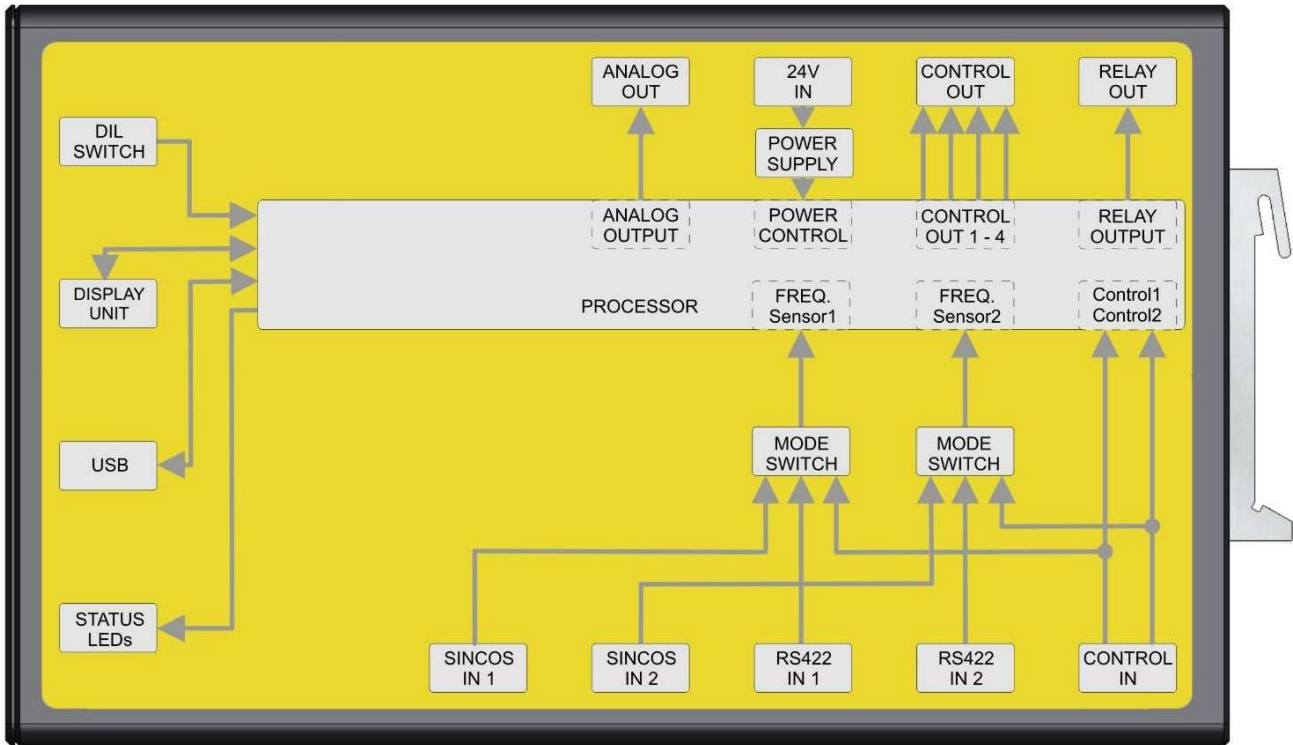 ANALOG
OUT
24V
IN
CONTROL
OUT
RELAY
OUT
DIL
SWITCH
POWER
SUPPLY
ANALOG
OUTPUT
POWER
CONTROL
CONTROL
OUT 1 - 4
RELAY
OUTPUT
DISPLAY
UNIT
PROCESSOR
FREQ.
Sensor1
FREQ.
Sensor2
Control1
Control2
USB
MODE
SWITCH
MODE
SWITCH
STATUS
LEDs
SINCOS
IN 1
SINCOS
IN 2
RS422
IN 1
RS422
IN 2
CONTROL
IN